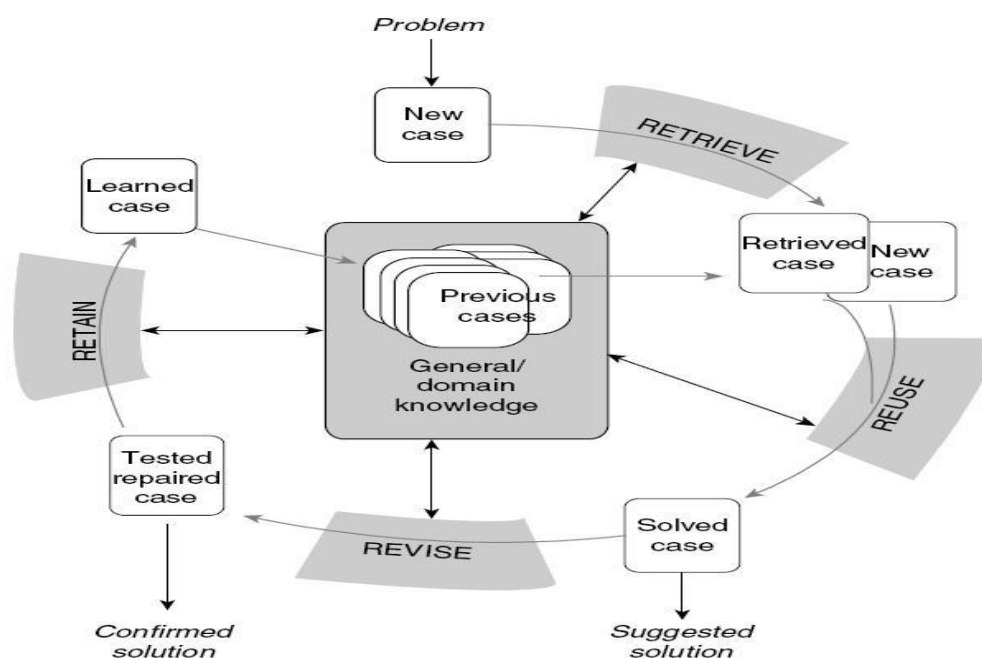 Problem
New
case
RETRIEVE
Learned
case
Retrieved
case
New
case
Previous
cases
General/
domain
knowledge
RETAIN
REUSE
Tested
repaired
case
REVISE
Solved
case
Confirmed
solution
Suggested
solution